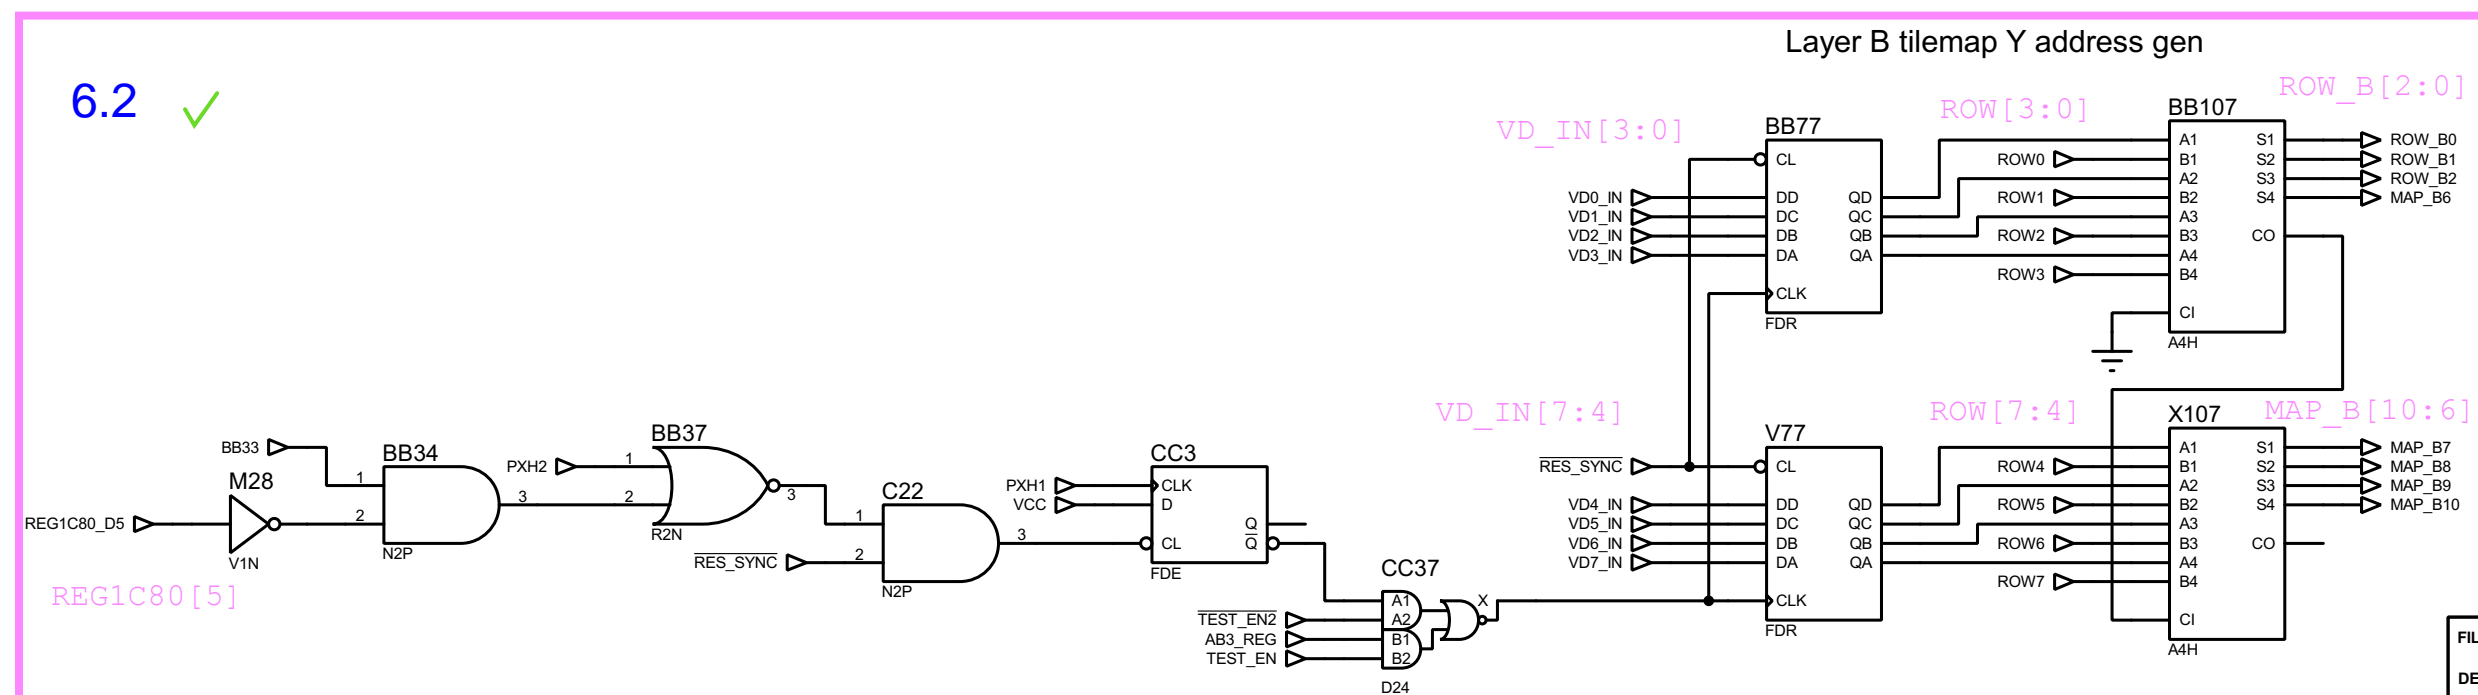 Layer B tilemap Y address gen
6.2
VD_IN[3:0]
ROW[3:0]
ROW_B[2:0]
BB77
CL
VD0_IN
DD
QD
VD1_IN
DC
QC
VD2_IN
DB
QB
VD3_IN
DA
QA
CLK
FDR
BB107
A1
S1
ROW_B0
ROW0
B1
S2
ROW_B1
A2
S3
ROW_B2
ROW1
B2
S4
MAP_B6
A3
ROW2
B3
CO
A4
ROW3
B4
CI
A4H
VD_IN[7:4]
ROW[7:4]
MAP_B[10:6]
BB33
BB34
1
2
3
N2P
M28
REG1C80_D5
V1N
REG1C80[5]
BB37
PXH2
1
2
3
R2N
C22
1
2
3
RES_SYNC
N2P
CC3
PXH1
CLK
VCC
D
Q
CL
Q
FDE
CC37
A1
X
TEST_EN2
A2
AB3_REG
B1
TEST_EN
B2
D24
V77
RES_SYNC
CL
VD4_IN
DD
QD
VD5_IN
DC
QC
VD6_IN
DB
QB
VD7_IN
DA
QA
CLK
FDR
X107
A1
S1
MAP_B7
ROW4
B1
S2
MAP_B8
A2
S3
MAP_B9
ROW5
B2
S4
MAP_B10
A3
ROW6
B3
CO
A4
ROW7
B4
CI
A4H
FIL
DE